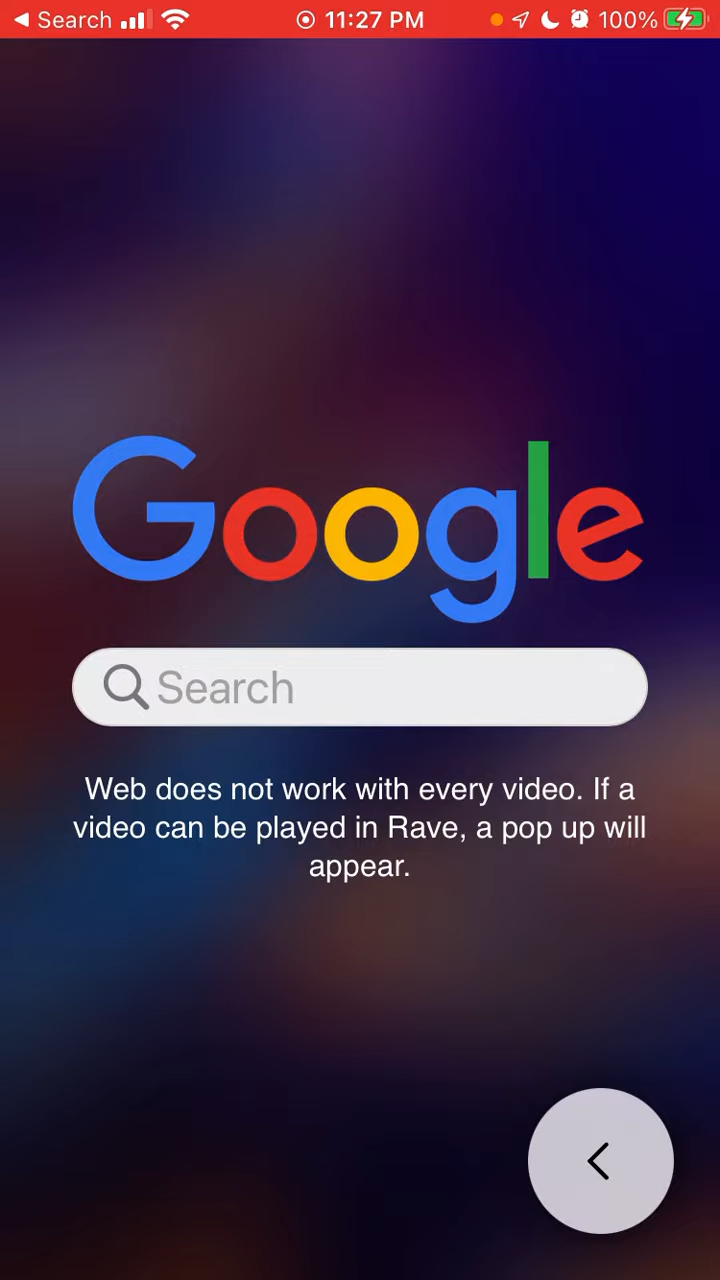 Search 11:27 PM 100%
Google
Search
Web does not work with every video. If a
video can be played in Rave, a pop up will
appear.